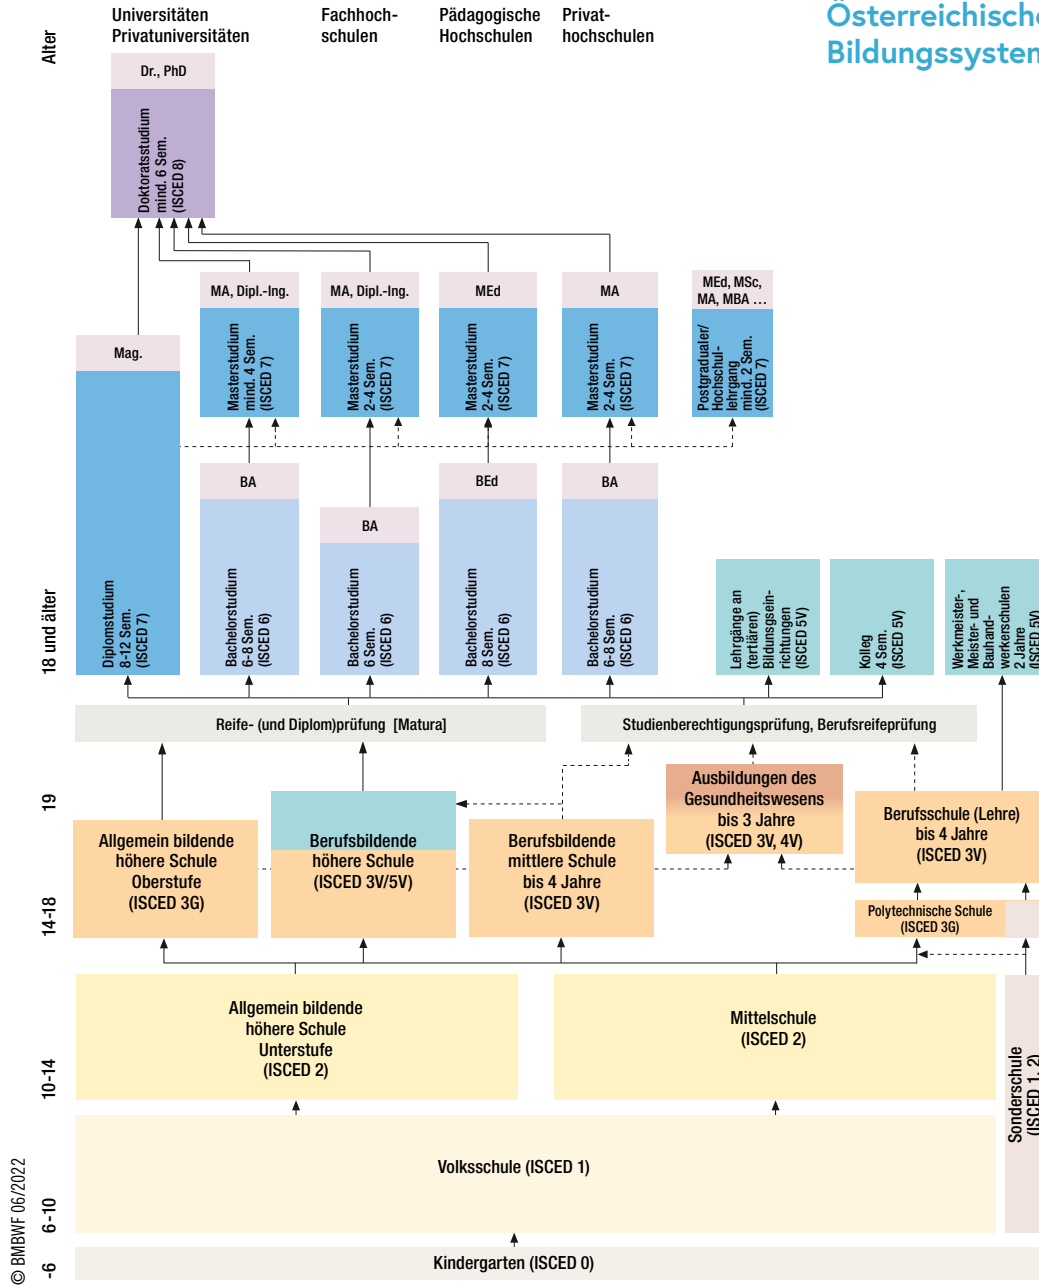 Österreichische
Bildungssystem
Alter
Universitäten
Privatuniversitäten
Fachhoch-
schulen
Pädagogische
Hochschulen
Privat-
hochschulen
Dr., PhD
Doktoratsstudium
mind. 6 Sem.
(ISCED 8)
MA, Dipl.-Ing.
Masterstudium
mind. 4 Sem.
(ISCED 7)
MA, Dipl.-Ing.
Masterstudium
2-4 Sem.
(ISCED 7)
MEd
Masterstudium
2-4 Sem.
(ISCED 7)
MA
Masterstudium
2-4 Sem.
(ISCED 7)
MEd, MSc,
MA, MBA …
Postgradualer/
Hochschul-
lehrgang
mind. 2 Sem.
(ISCED 7)
Mag.
Diplomstudium
8-12 Sem.
(ISCED 7)
BA
Bachelorstudium
6-8 Sem.
(ISCED 6)
BA
Bachelorstudium
6 Sem.
(ISCED 6)
BEd
Bachelorstudium
8 Sem.
(ISCED 6)
BA
Bachelorstudium
6-8 Sem.
(ISCED 6)
Lehrgänge an
(tertiären)
Bildungsein-
richtungen
(ISCED 5V)
Kolleg
4 Sem.
(ISCED 5V)
Werkmeister-,
Meister- und
Bauhand-
werkerschulen
2 Jahre
(ISCED 5V)
18 und älter
Reife- (und Diplom)prüfung [Matura]
Studienberechtigungsprüfung, Berufsreifeprüfung
19
Allgemein bildende
höhere Schule
Oberstufe
(ISCED 3G)
Berufsbildende
höhere Schule
(ISCED 3V/5V)
Berufsbildende
mittlere Schule
bis 4 Jahre
(ISCED 3V)
Ausbildungen des
Gesundheitswesens
bis 3 Jahre
(ISCED 3V, 4V)
Berufsschule (Lehre)
bis 4 Jahre
(ISCED 3V)
14-18
Polytechnische Schule
(ISCED 3G)
Allgemein bildende
höhere Schule
Unterstufe
(ISCED 2)
Mittelschule
(ISCED 2)
Sonderschule
(ISCED 1, 2)
10-14
Volksschule (ISCED 1)
6-10
Kindergarten (ISCED 0)
-6
© BMBWF 06/2022